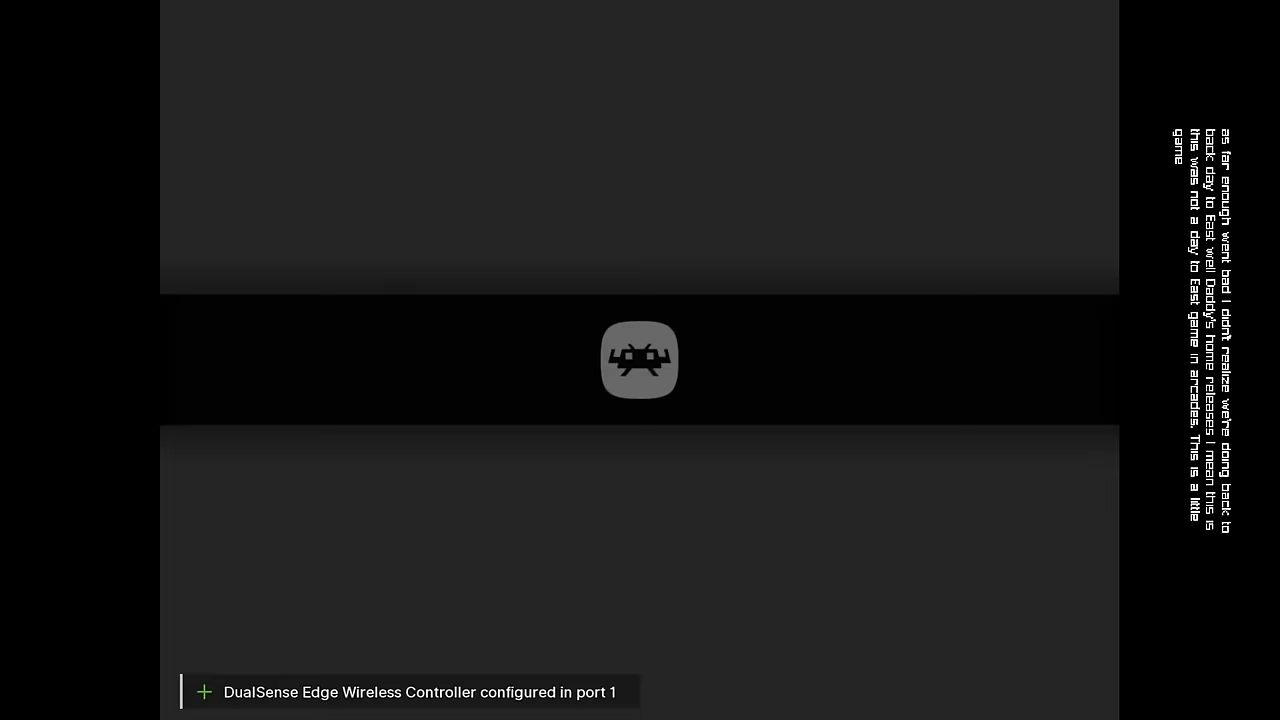 as far enough went bad I didn't realize we're doing back to
back day to East well Daddy's home releases I mean this is
this was not a day to East game in arcades. This is a little
game
DualSense Edge Wireless Controller configured in port 1